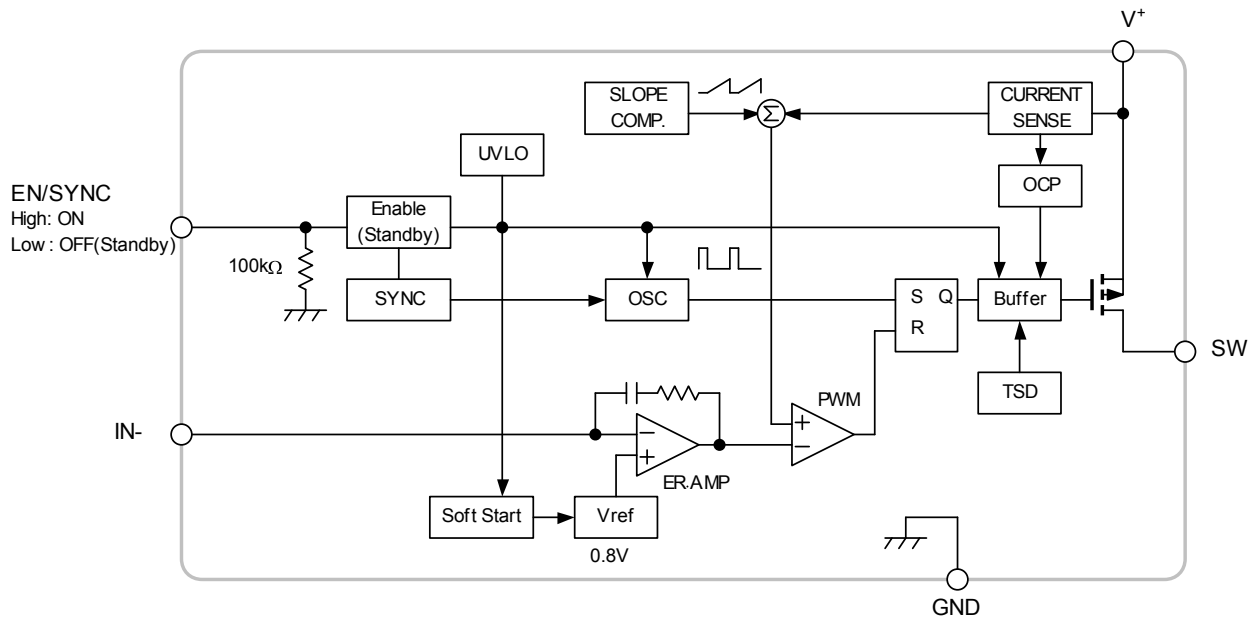 V+
SLOPE
COMP.
Σ
CURRENT
SENSE
UVLO
OCP
EN/SYNC
High: ON
Low : OFF(Standby)
Enable
(Standby)
100kΩ
SYNC
OSC
S Q
R
Buffer
SW
TSD
PWM
IN-
−
+
ER.AMP
+
−
Soft Start
Vref
0.8V
GND